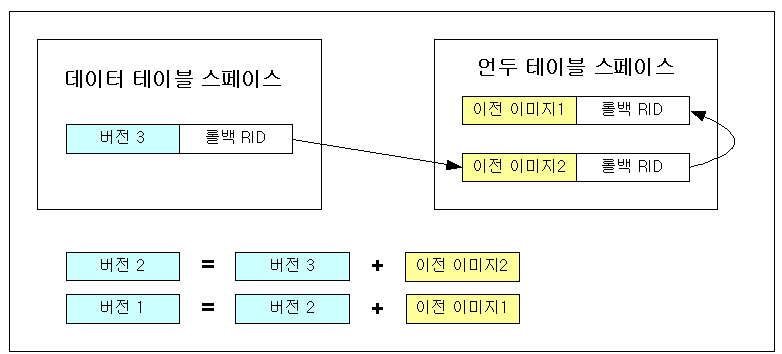 데이터 테이블 스페이스
버전 3 롤백 RID
언두 테이블 스페이스
이전 이미지1 롤백 RID
이전 이미지2 롤백 RID
버전 2 = 버전 3 + 이전 이미지2
버전 1 = 버전 2 + 이전 이미지1